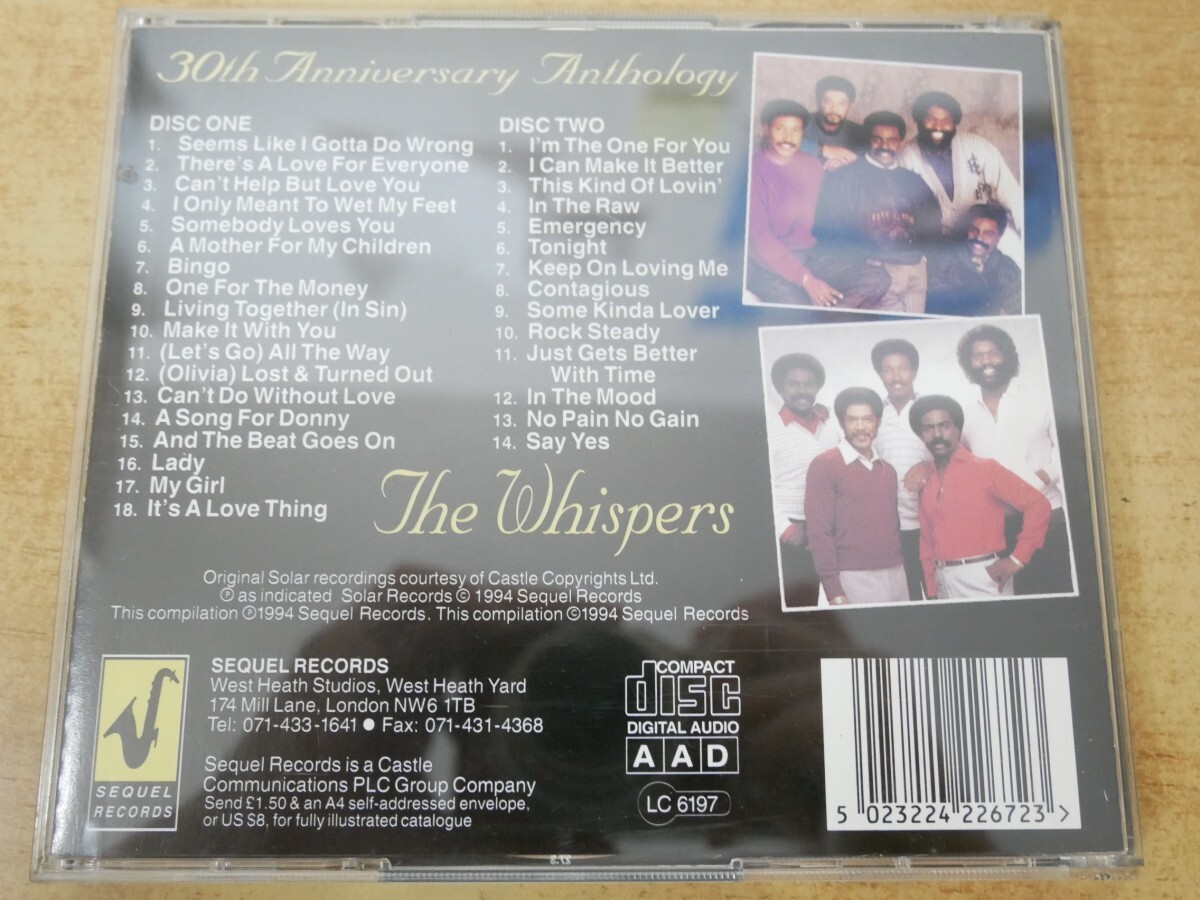 30th Anniversary Anthology
DISC ONE
1. Seems Like I Gotta Do Wrong
2. There's A Love For Everyone
3. Can't Help But Love You
4. I Only Meant To Wet My Feet
5. Somebody Loves You
6. A Mother For My Children
7. Bingo
8. One For The Money
9. Living Together (In Sin)
10. Make It With You
11. (Let's Go) All The Way
12. (Olivia) Lost & Turned Out
13. Can't Do Without Love
14. A Song For Donny
15. And The Beat Goes On
16. Lady
17. My Girl
18. It's A Love Thing
DISC TWO
1. I'm The One For You
2. I Can Make It Better
3. This Kind Of Lovin'
4. In The Raw
5. Emergency
6. Tonight
7. Keep On Loving Me
8. Contagious
9. Some Kinda Lover
10. Rock Steady
11. Just Gets Better
With Time
12. In The Mood
13. No Pain No Gain
14. Say Yes
The Whispers
Original Solar recordings courtesy of Castle Copyrights Ltd.
℗ as indicated Solar Records © 1994 Sequel Records
This compilation ℗1994 Sequel Records. This compilation ©1994 Sequel Records
SEQUEL
RECORDS
SEQUEL RECORDS
West Heath Studios, West Heath Yard
174 Mill Lane, London NW6 1TB
Tel: 071-433-1641 ● Fax: 071-431-4368
Sequel Records is a Castle
Communications PLC Group Company
Send £1.50 & an A4 self-addressed envelope,
or US $8, for fully illustrated catalogue
COMPACT
disc
DIGITAL AUDIO
AAD
LC 6197
5 023224 226723 >